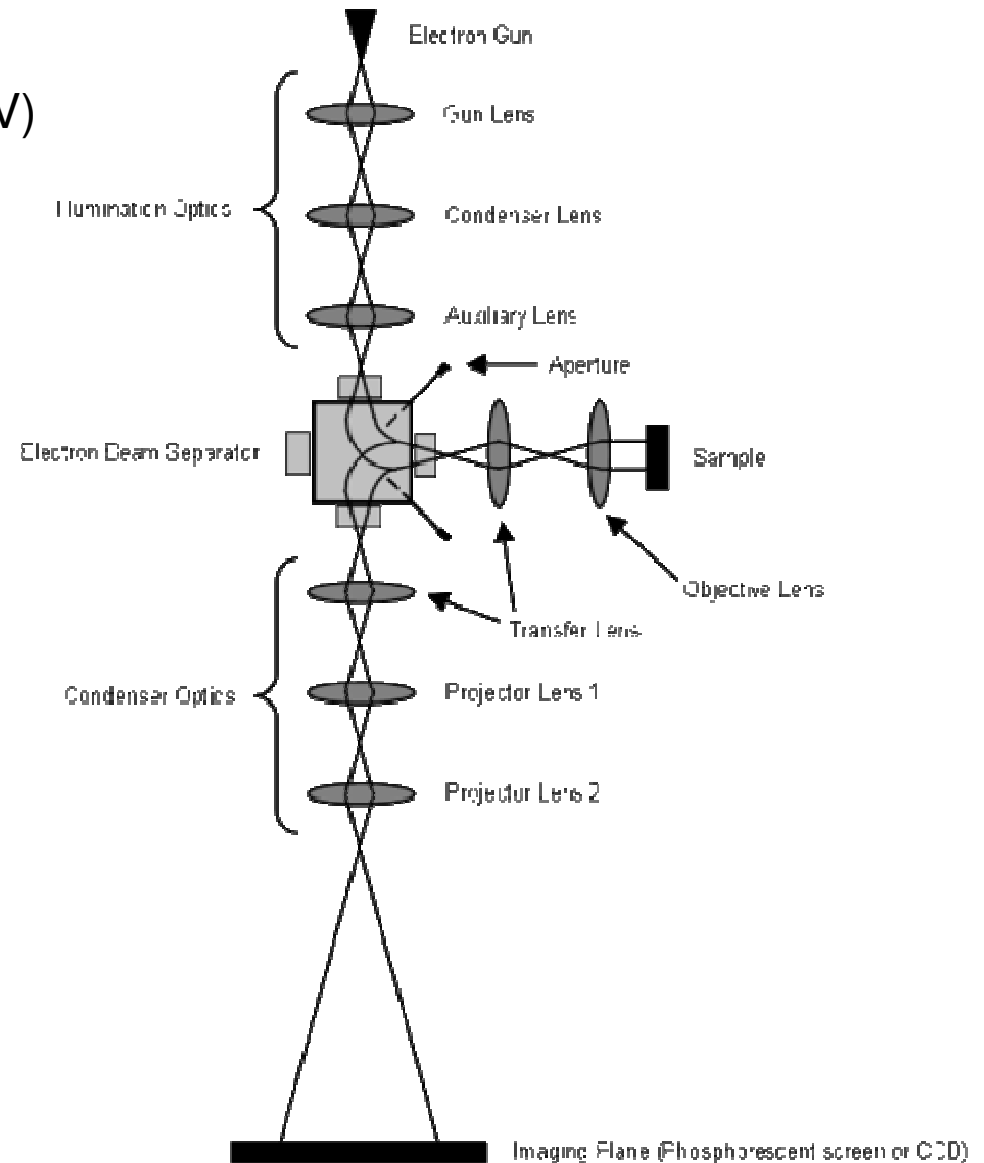 Electron Gun
V)
Gun Lens
Illumination Optics
Condenser Lens
Auxiliary Lens
Aperture
Electron Beam Separator
Sample
Objective Lens
Transfer Lens
Condenser Optics
Projector Lens 1
Projector Lens 2
Imaging Plane (Phosphorescent screen or CCD)